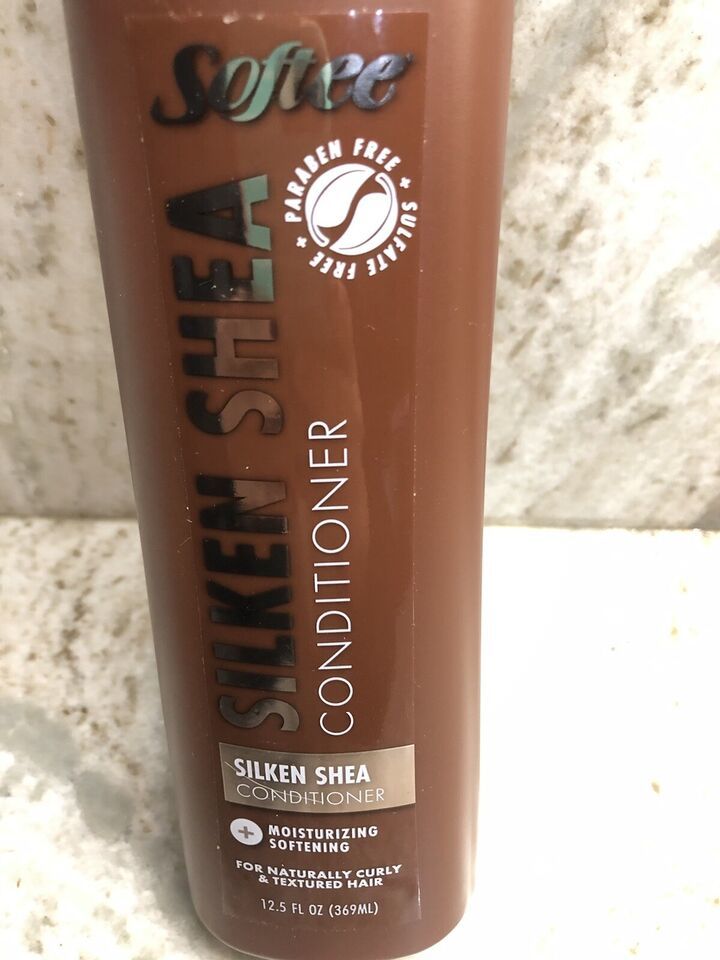 Softee
PARABEN FREE + SULFATE FREE +
SILKEN SHEA
CONDITIONER
SILKEN SHEA
CONDITIONER
+ MOISTURIZING
SOFTENING
FOR NATURALLY CURLY
& TEXTURED HAIR
12.5 FL OZ (369ML)